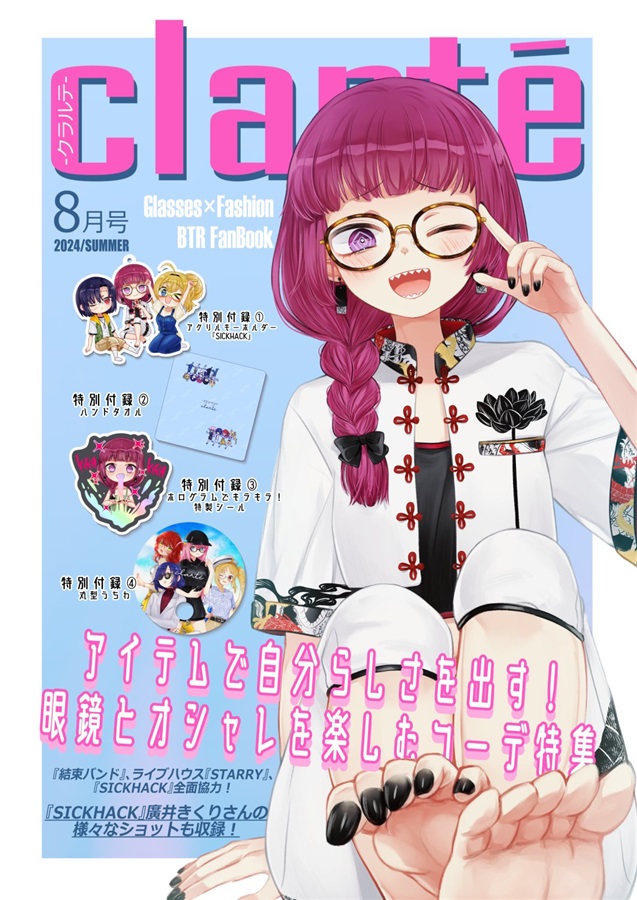 clarté
-クラルテ-
8月号
2024/SUMMER
Glasses×Fashion
BTR FanBook
特別付録①
アクリルキーホルダー
「SICKHACK」
特別付録②
ハンドタオル
特別付録③
ホログラムでキラキラ！
特製シール
特別付録④
丸型うちわ
アイテムで自分らしさを出す！
眼鏡とオシャレを楽しむコーデ特集
『結束バンド』、ライブハウス『STARRY』、
『SICKHACK』全面協力！
『SICKHACK』廣井きくりさんの
様々なショットも収録！